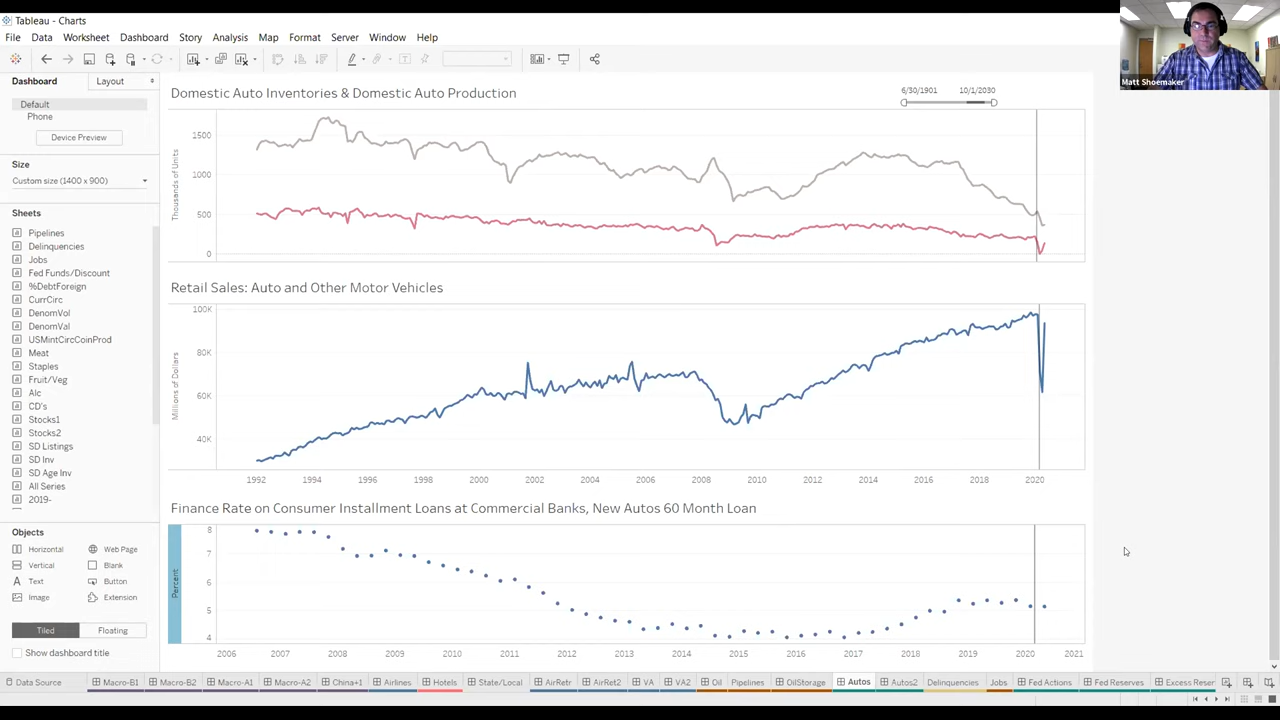 Tableau - Charts
File Data Worksheet Dashboard Story Analysis Map Format Server Window Help
Matt Shoemaker
Dashboard Layout
Default
Phone
Device Preview
Size
Custom size (1400 x 900)
Sheets
Pipelines
Delinquencies
Jobs
Fed Funds/Discount
%DebtForeign
CurrCirc
DenomVol
DenomVal
USMintCircCoinProd
Meat
Staples
Fruit/Veg
Alc
CD's
Stocks1
Stocks2
SD Listings
SD Inv
SD Age Inv
All Series
2019-
Objects
Horizontal Web Page
Vertical Blank
Text Button
Image Extension
Tiled Floating
Show dashboard title
Domestic Auto Inventories & Domestic Auto Production
6/30/1901 10/1/2030
Thousands of Units
1500
1000
500
0
Retail Sales: Auto and Other Motor Vehicles
Millions of Dollars
100K
80K
60K
40K
1992 1994 1996 1998 2000 2002 2004 2006 2008 2010 2012 2014 2016 2018 2020
Finance Rate on Consumer Installment Loans at Commercial Banks, New Autos 60 Month Loan
Percent
8
7
6
5
4
2006 2007 2008 2009 2010 2011 2012 2013 2014 2015 2016 2017 2018 2019 2020 2021
Data Source Macro-B1 Macro-B2 Macro-A1 Macro-A2 China+1 Airlines Hotels State/Local AirRetr AirRet2 VA VA2 Oil Pipelines OilStorage Autos Autos2 Delinquencies Jobs Fed Actions Fed Reserves Excess Reser